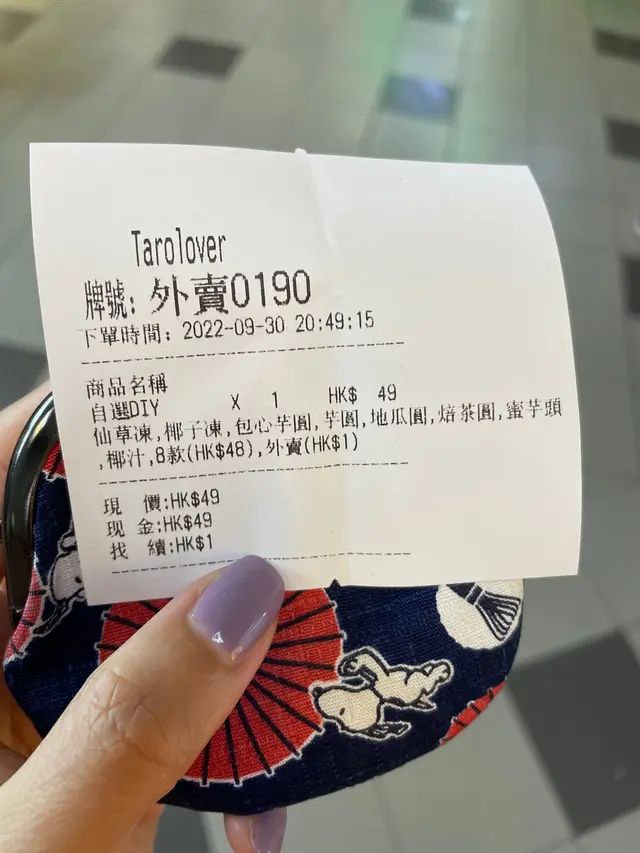 Tarolover
牌號: 外賣0190
下單時間: 2022-09-30 20:49:15
商品名稱
自選DIY X 1 HK$ 49
仙草凍,椰子凍,包心芋圓,芋圓,地瓜圓,焙茶圓,蜜芋頭
,椰汁,8款(HK$48),外賣(HK$1)
現 價:HK$49
现 金:HK$49
找 續:HK$1